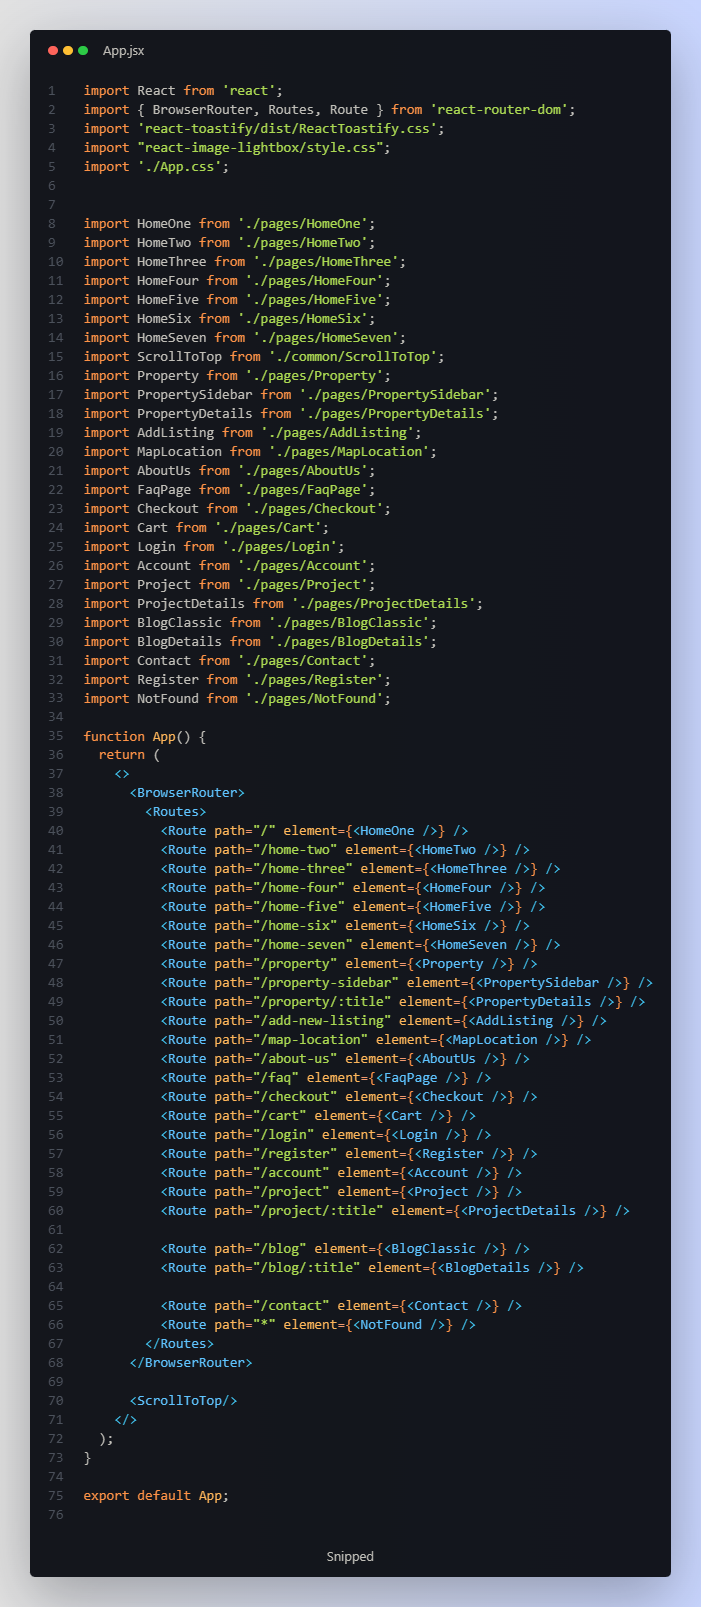 App.jsx
1 import React from 'react';
2 import { BrowserRouter, Routes, Route } from 'react-router-dom';
3 import 'react-toastify/dist/ReactToastify.css';
4 import "react-image-lightbox/style.css";
5 import './App.css';
6
7
8 import HomeOne from './pages/HomeOne';
9 import HomeTwo from './pages/HomeTwo';
10 import HomeThree from './pages/HomeThree';
11 import HomeFour from './pages/HomeFour';
12 import HomeFive from './pages/HomeFive';
13 import HomeSix from './pages/HomeSix';
14 import HomeSeven from './pages/HomeSeven';
15 import ScrollToTop from './common/ScrollToTop';
16 import Property from './pages/Property';
17 import PropertySidebar from './pages/PropertySidebar';
18 import PropertyDetails from './pages/PropertyDetails';
19 import AddListing from './pages/AddListing';
20 import MapLocation from './pages/MapLocation';
21 import AboutUs from './pages/AboutUs';
22 import FaqPage from './pages/FaqPage';
23 import Checkout from './pages/Checkout';
24 import Cart from './pages/Cart';
25 import Login from './pages/Login';
26 import Account from './pages/Account';
27 import Project from './pages/Project';
28 import ProjectDetails from './pages/ProjectDetails';
29 import BlogClassic from './pages/BlogClassic';
30 import BlogDetails from './pages/BlogDetails';
31 import Contact from './pages/Contact';
32 import Register from './pages/Register';
33 import NotFound from './pages/NotFound';
34
35 function App() {
36   return (
37     <>
38       <BrowserRouter>
39         <Routes>
40           <Route path="/" element={<HomeOne />} />
41           <Route path="/home-two" element={<HomeTwo />} />
42           <Route path="/home-three" element={<HomeThree />} />
43           <Route path="/home-four" element={<HomeFour />} />
44           <Route path="/home-five" element={<HomeFive />} />
45           <Route path="/home-six" element={<HomeSix />} />
46           <Route path="/home-seven" element={<HomeSeven />} />
47           <Route path="/property" element={<Property />} />
48           <Route path="/property-sidebar" element={<PropertySidebar />} />
49           <Route path="/property/:title" element={<PropertyDetails />} />
50           <Route path="/add-new-listing" element={<AddListing />} />
51           <Route path="/map-location" element={<MapLocation />} />
52           <Route path="/about-us" element={<AboutUs />} />
53           <Route path="/faq" element={<FaqPage />} />
54           <Route path="/checkout" element={<Checkout />} />
55           <Route path="/cart" element={<Cart />} />
56           <Route path="/login" element={<Login />} />
57           <Route path="/register" element={<Register />} />
58           <Route path="/account" element={<Account />} />
59           <Route path="/project" element={<Project />} />
60           <Route path="/project/:title" element={<ProjectDetails />} />
61
62           <Route path="/blog" element={<BlogClassic />} />
63           <Route path="/blog/:title" element={<BlogDetails />} />
64
65           <Route path="/contact" element={<Contact />} />
66           <Route path="*" element={<NotFound />} />
67         </Routes>
68       </BrowserRouter>
69
70       <ScrollToTop/>
71     </>
72   );
73 }
74
75 export default App;
76
Snipped